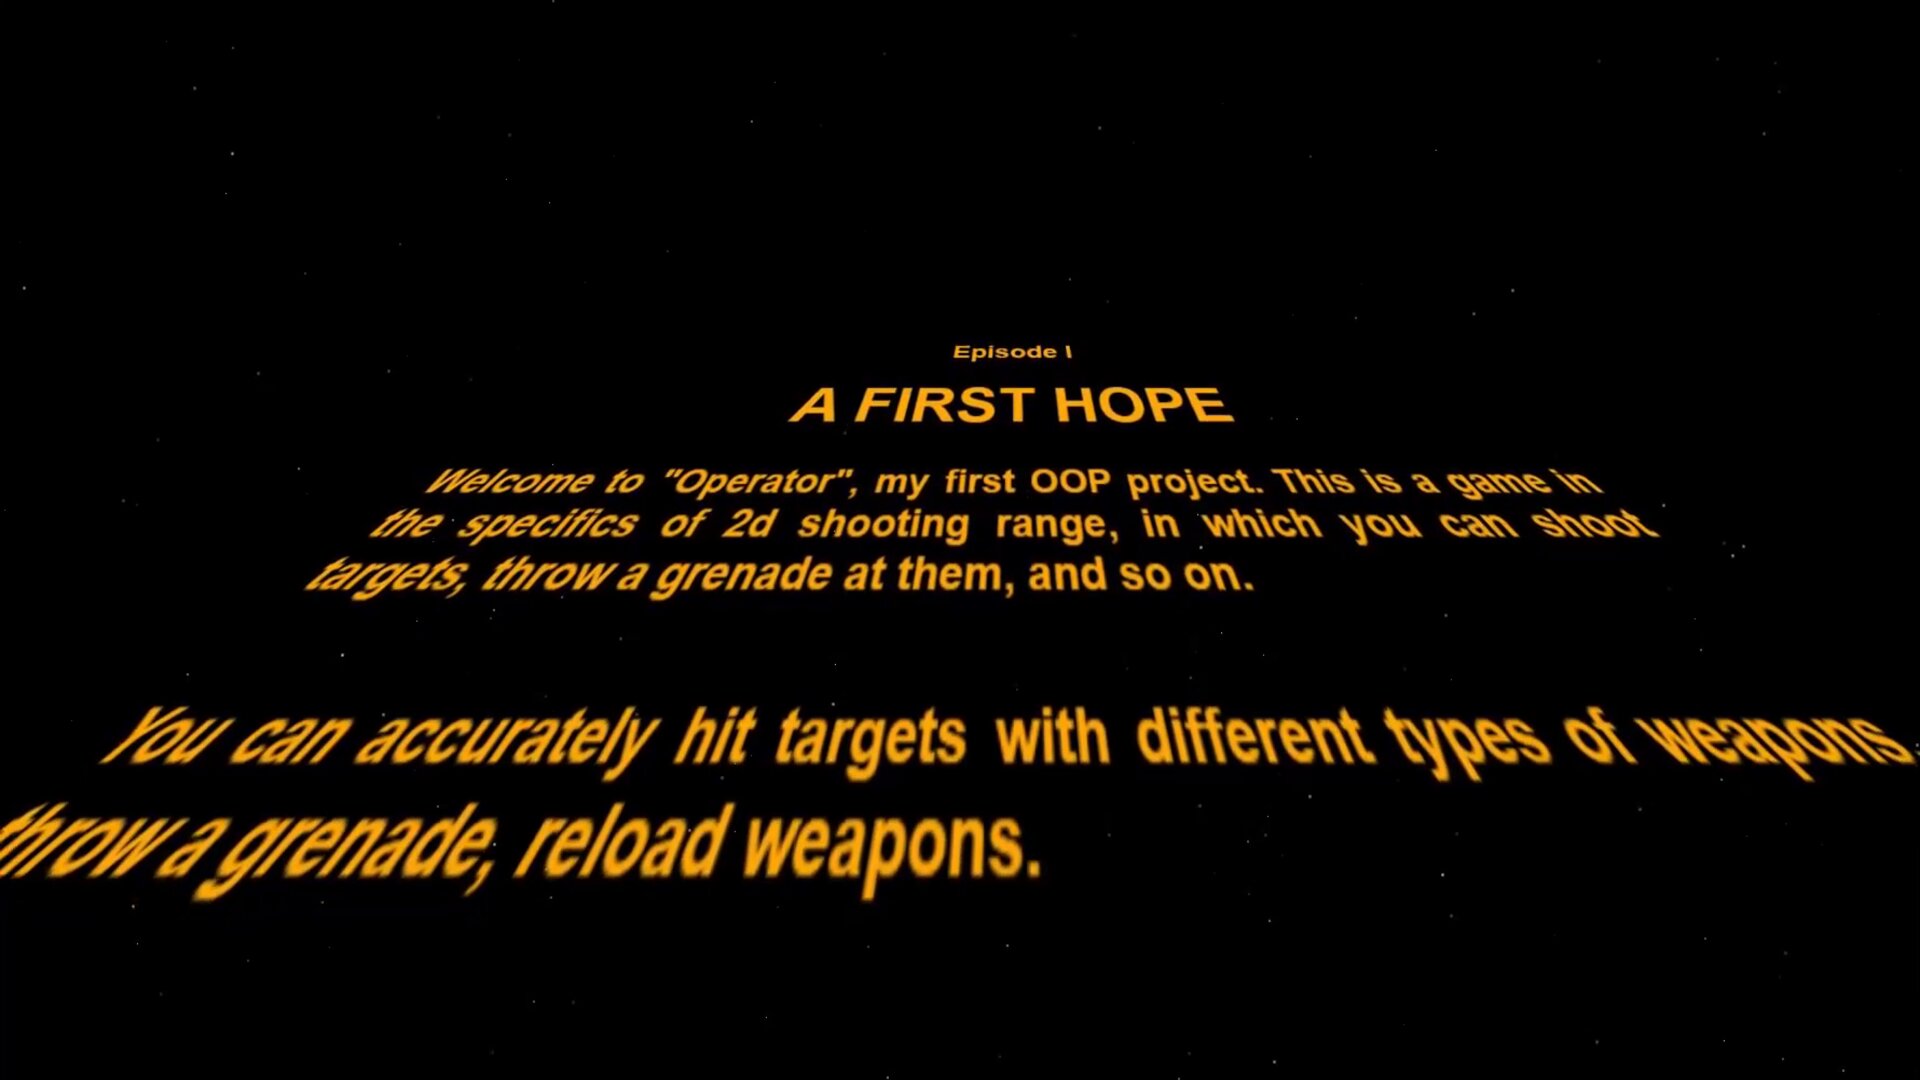 Episode I
A FIRST HOPE
Welcome to "Operator", my first OOP project. This is a game in
the specifics of 2d shooting range, in which you can shoot
targets, throw a grenade at them, and so on.
You can accurately hit targets with different types of weapons,
throw a grenade, reload weapons.